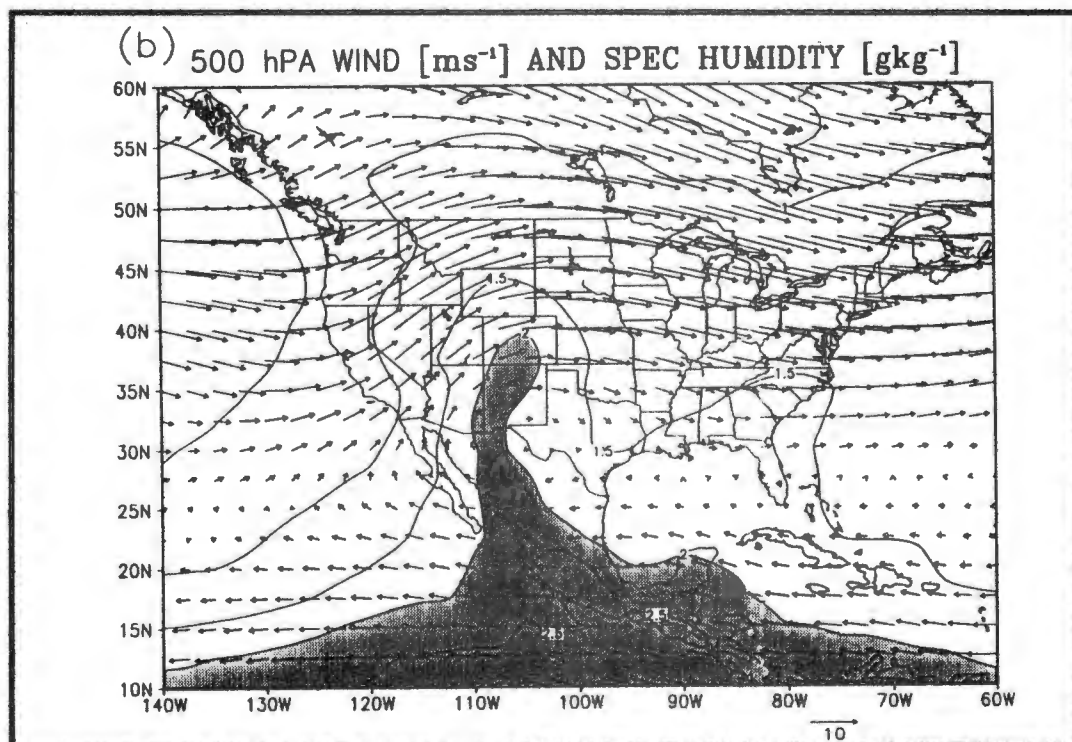 (b) 500 hPA WIND [ms⁻¹] AND SPEC HUMIDITY [gkg⁻¹]
60N
55N
50N
45N
1.5
40N
2
35N
1.5
30N
1.5
25N
20N
2
15N
2.5
2.5
10N
140W 130W 120W 110W 100W 90W 80W 70W 60W
10